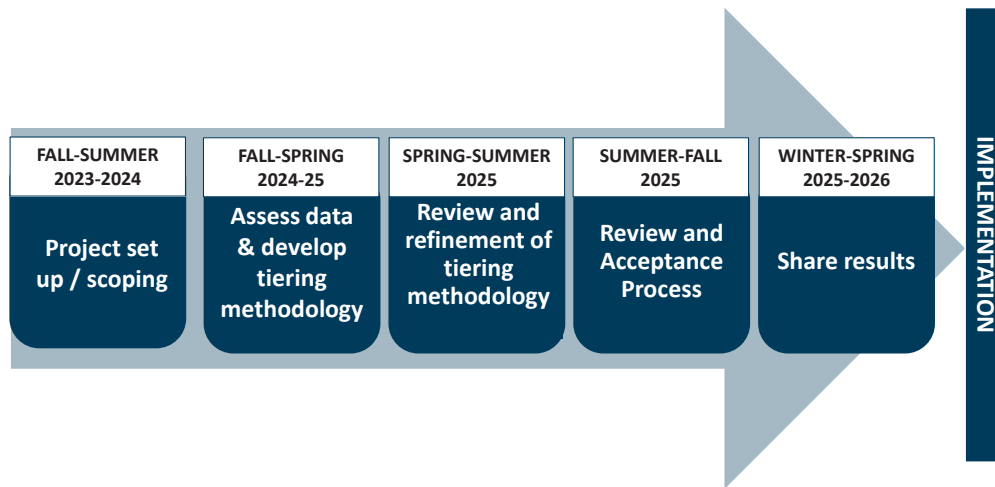 FALL-SUMMER
2023-2024
Project set
up / scoping
FALL-SPRING
2024-25
Assess data
& develop
tiering
methodology
SPRING-SUMMER
2025
Review and
refinement of
tiering
methodology
SUMMER-FALL
2025
Review and
Acceptance
Process
WINTER-SPRING
2025-2026
Share results
IMPLEMENTATION